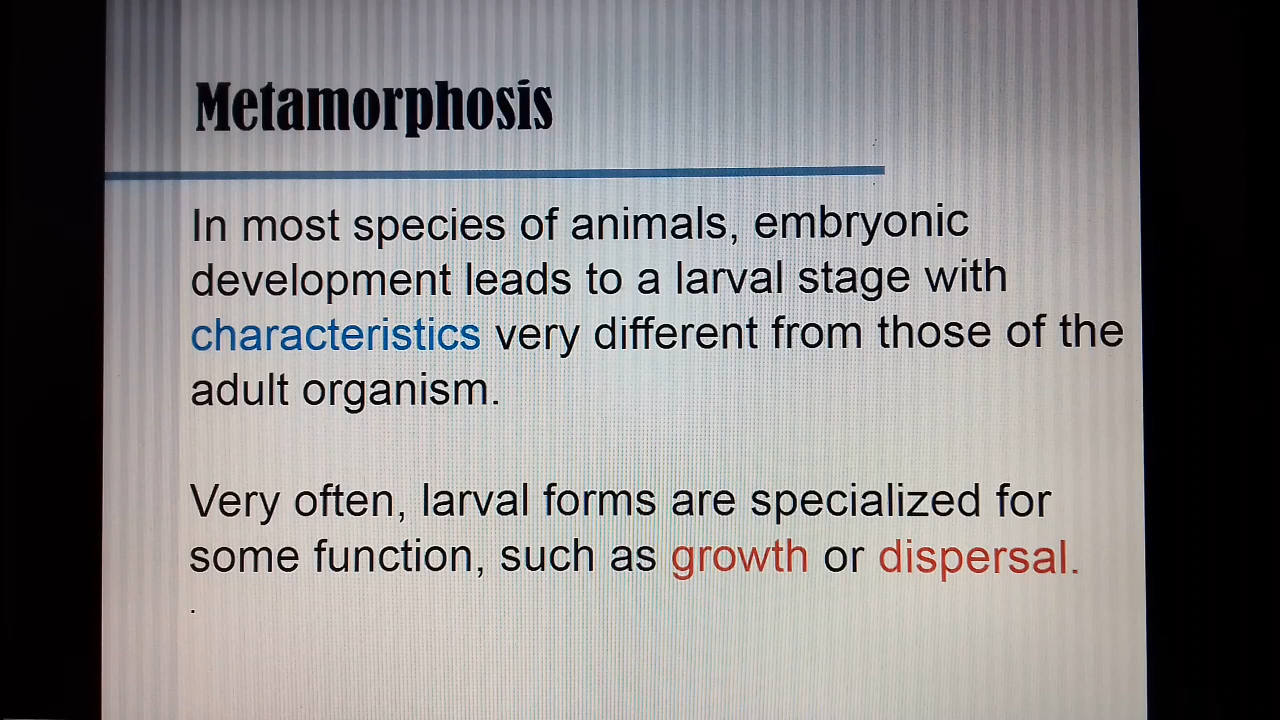 Metamorphosis
In most species of animals, embryonic
development leads to a larval stage with
characteristics very different from those of the
adult organism.
Very often, larval forms are specialized for
some function, such as growth or dispersal.
.